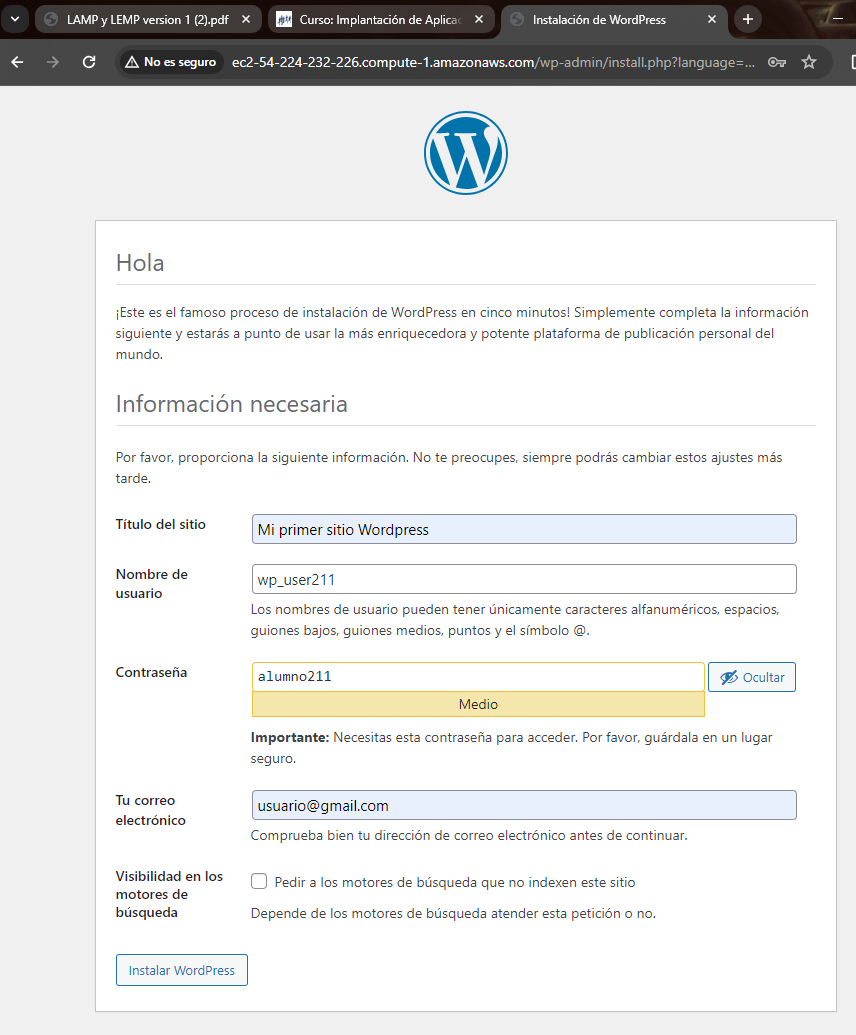 LAMP y LEMP version 1 (2).pdf
Curso: Implantación de Aplicac
Instalación de WordPress
No es seguro
ec2-54-224-232-226.compute-1.amazonaws.com/wp-admin/install.php?language=...
Hola
¡Este es el famoso proceso de instalación de WordPress en cinco minutos! Simplemente completa la información
siguiente y estarás a punto de usar la más enriquecedora y potente plataforma de publicación personal del
mundo.
Información necesaria
Por favor, proporciona la siguiente información. No te preocupes, siempre podrás cambiar estos ajustes más
tarde.
Título del sitio
Mi primer sitio Wordpress
Nombre de
usuario
wp_user211
Los nombres de usuario pueden tener únicamente caracteres alfanuméricos, espacios,
guiones bajos, guiones medios, puntos y el símbolo @.
Contraseña
alumno211
Ocultar
Medio
Importante: Necesitas esta contraseña para acceder. Por favor, guárdala en un lugar
seguro.
Tu correo
electrónico
usuario@gmail.com
Comprueba bien tu dirección de correo electrónico antes de continuar.
Visibilidad en los
motores de
búsqueda
Pedir a los motores de búsqueda que no indexen este sitio
Depende de los motores de búsqueda atender esta petición o no.
Instalar WordPress